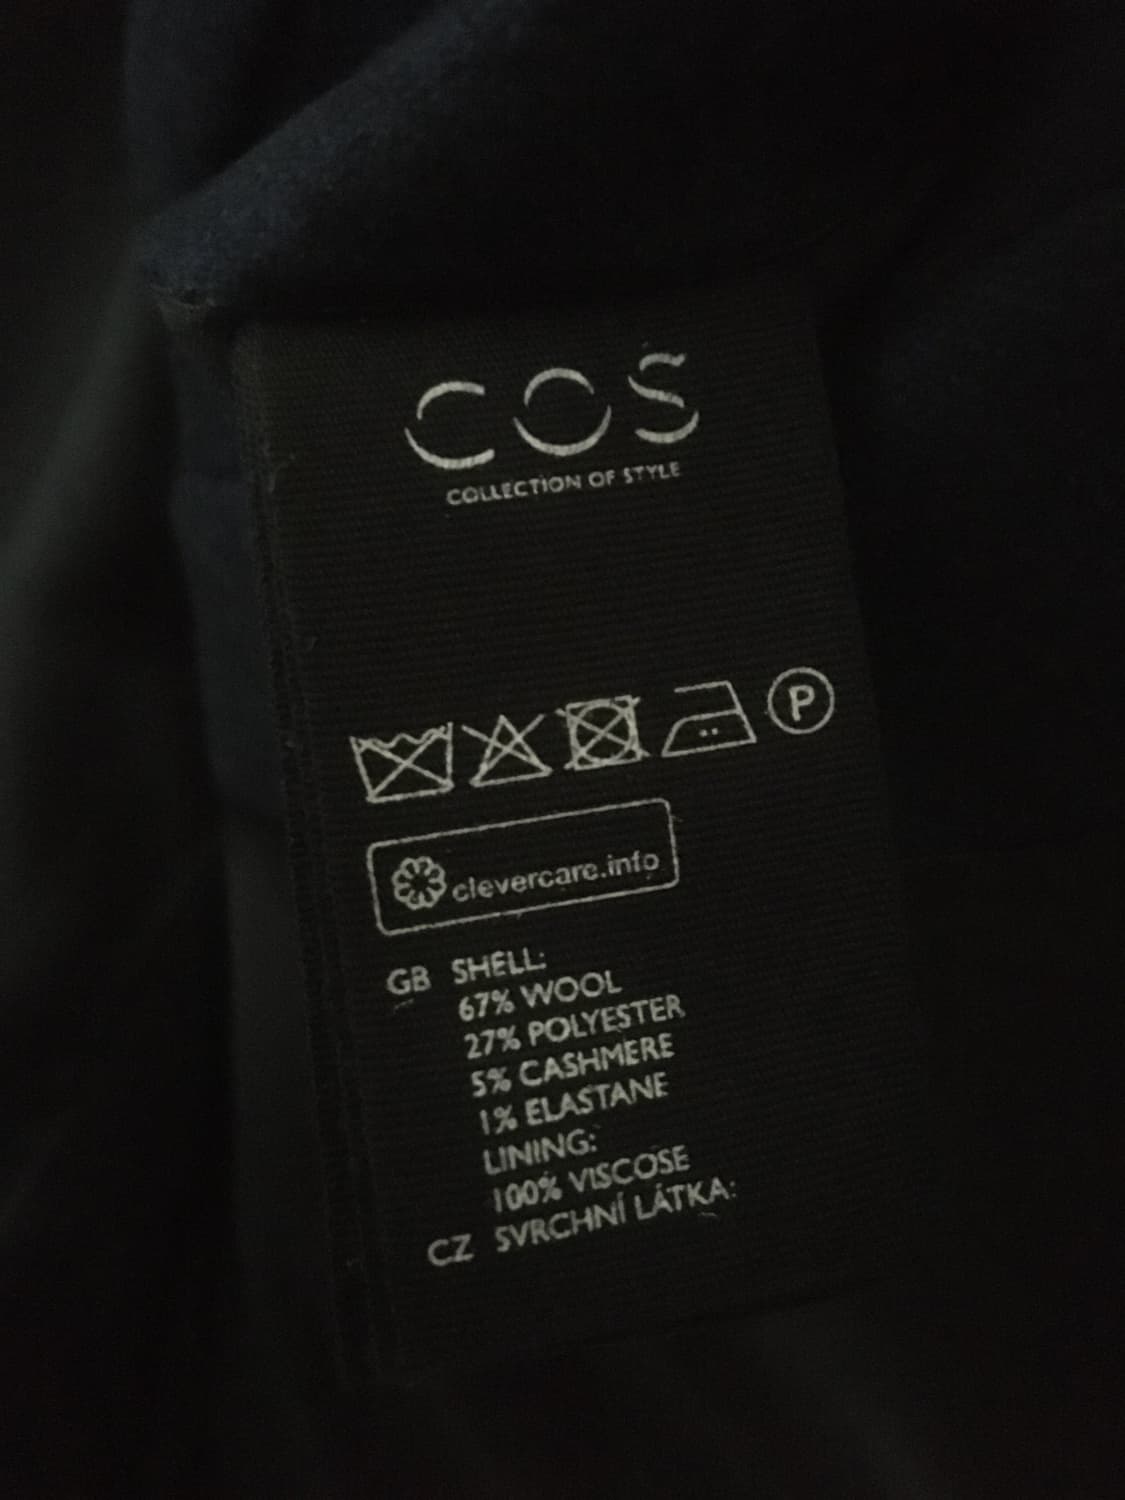 COS
COLLECTION OF STYLE
P
clevercare.info
GB SHELL:
67% WOOL
27% POLYESTER
5% CASHMERE
1% ELASTANE
LINING:
100% VISCOSE
CZ SVRCHNÍ LÁTKA: